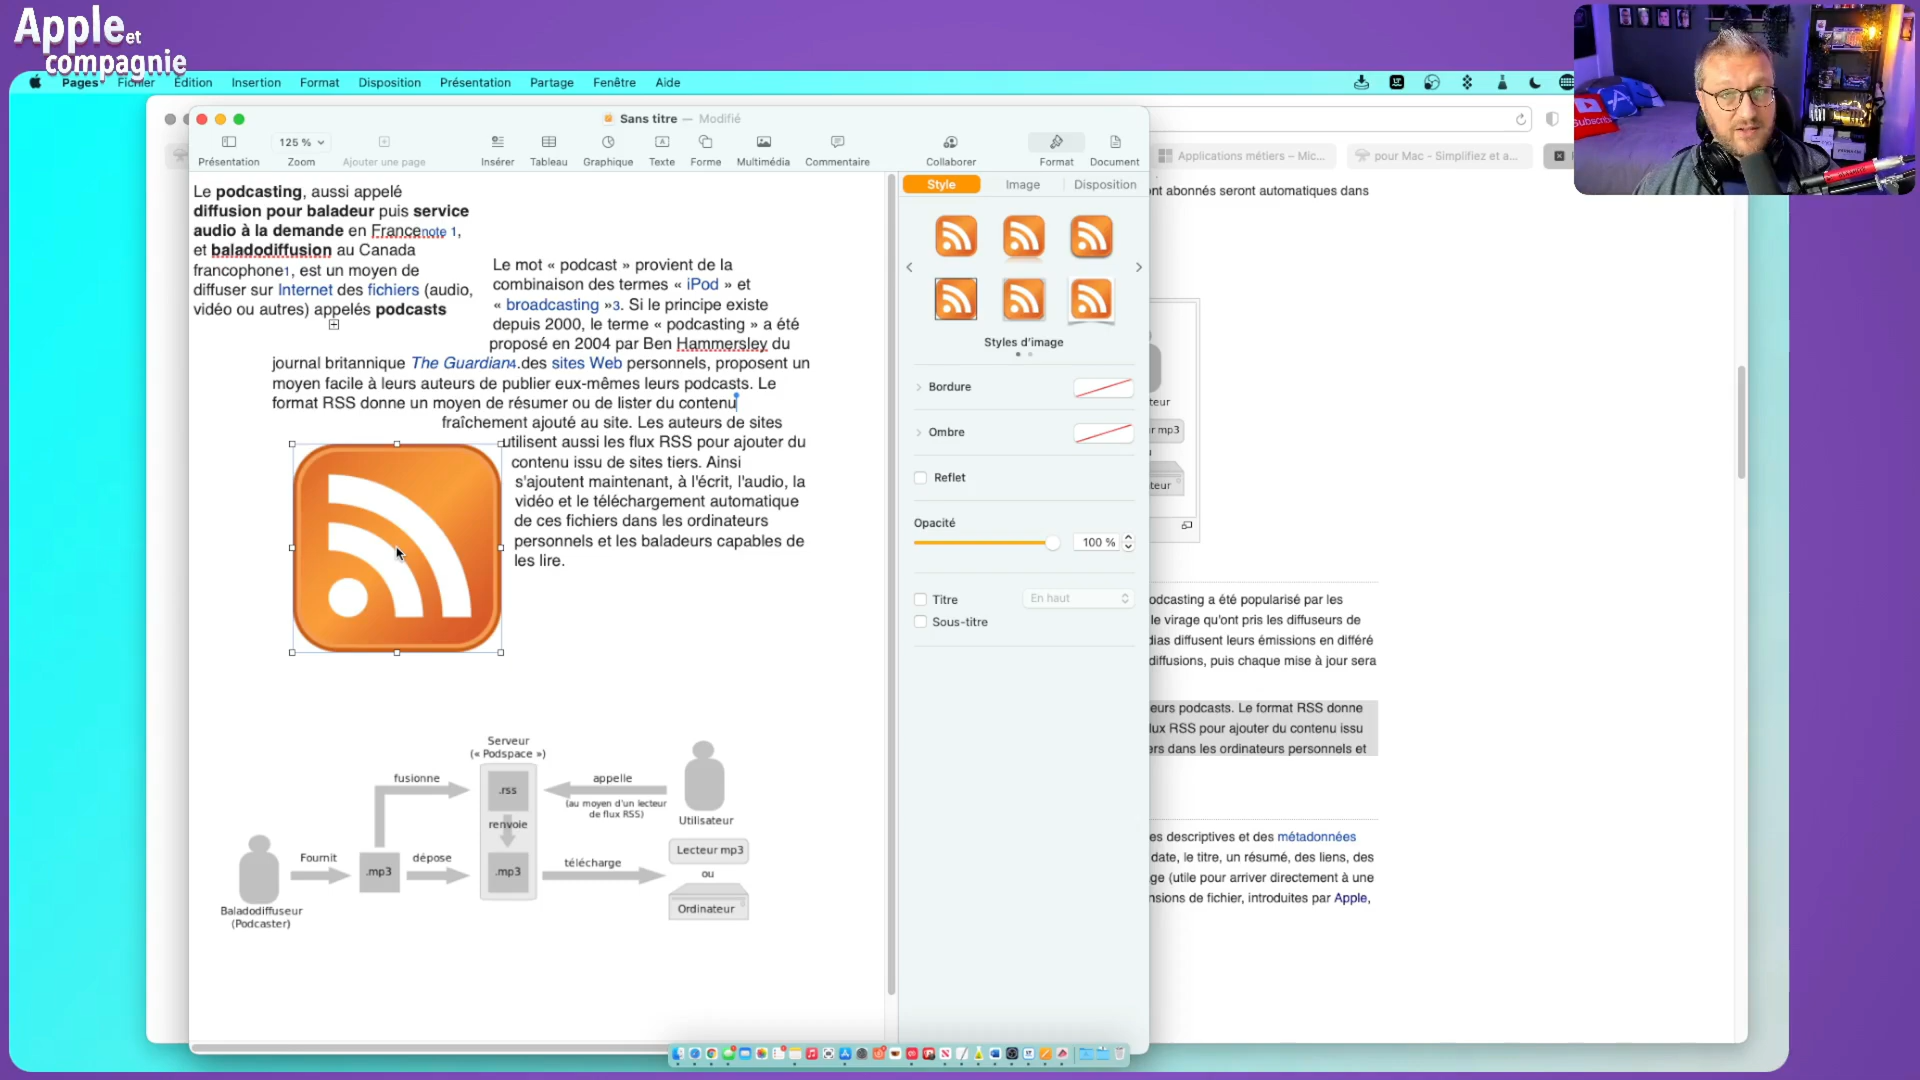 Apple et
compagnie
Pages Fichier Édition Insertion Format Disposition Présentation Partage Fenêtre Aide
Sans titre — Modifié
125 %
Présentation Zoom Ajouter une page Insérer Tableau Graphique Texte Forme Multimédia Commentaire Collaborer Format Document
Applications métiers – Mic...
pour Mac - Simplifiez et a...
Le podcasting, aussi appelé
diffusion pour baladeur puis service
audio à la demande en Francenote 1,
et baladodiffusion au Canada
francophone1, est un moyen de
diffuser sur Internet des fichiers (audio,
vidéo ou autres) appelés podcasts
Le mot « podcast » provient de la
combinaison des termes « iPod » et
« broadcasting »3. Si le principe existe
depuis 2000, le terme « podcasting » a été
proposé en 2004 par Ben Hammersley du
journal britannique The Guardian4.des sites Web personnels, proposent un
moyen facile à leurs auteurs de publier eux-mêmes leurs podcasts. Le
format RSS donne un moyen de résumer ou de lister du contenu
fraîchement ajouté au site. Les auteurs de sites
utilisent aussi les flux RSS pour ajouter du
contenu issu de sites tiers. Ainsi
s'ajoutent maintenant, à l'écrit, l'audio, la
vidéo et le téléchargement automatique
de ces fichiers dans les ordinateurs
personnels et les baladeurs capables de
les lire.
Serveur
(« Podspace »)
fusionne
.rss
appelle
(au moyen d'un lecteur
de flux RSS)
Utilisateur
renvoie
Lecteur mp3
Fournit
.mp3
dépose
.mp3
télécharge
ou
Ordinateur
Baladodiffuseur
(Podcaster)
Style Image Disposition
Styles d'image
Bordure
Ombre
Reflet
Opacité
100 %
Titre
En haut
Sous-titre
nt abonnés seront automatiques dans
teur
r mp3
teur
odcasting a été popularisé par les
le virage qu'ont pris les diffuseurs de
dias diffusent leurs émissions en différé
diffusions, puis chaque mise à jour sera
eurs podcasts. Le format RSS donne
lux RSS pour ajouter du contenu issu
ers dans les ordinateurs personnels et
es descriptives et des métadonnées
date, le titre, un résumé, des liens, des
ge (utile pour arriver directement à une
nsions de fichier, introduites par Apple,
Subscribe